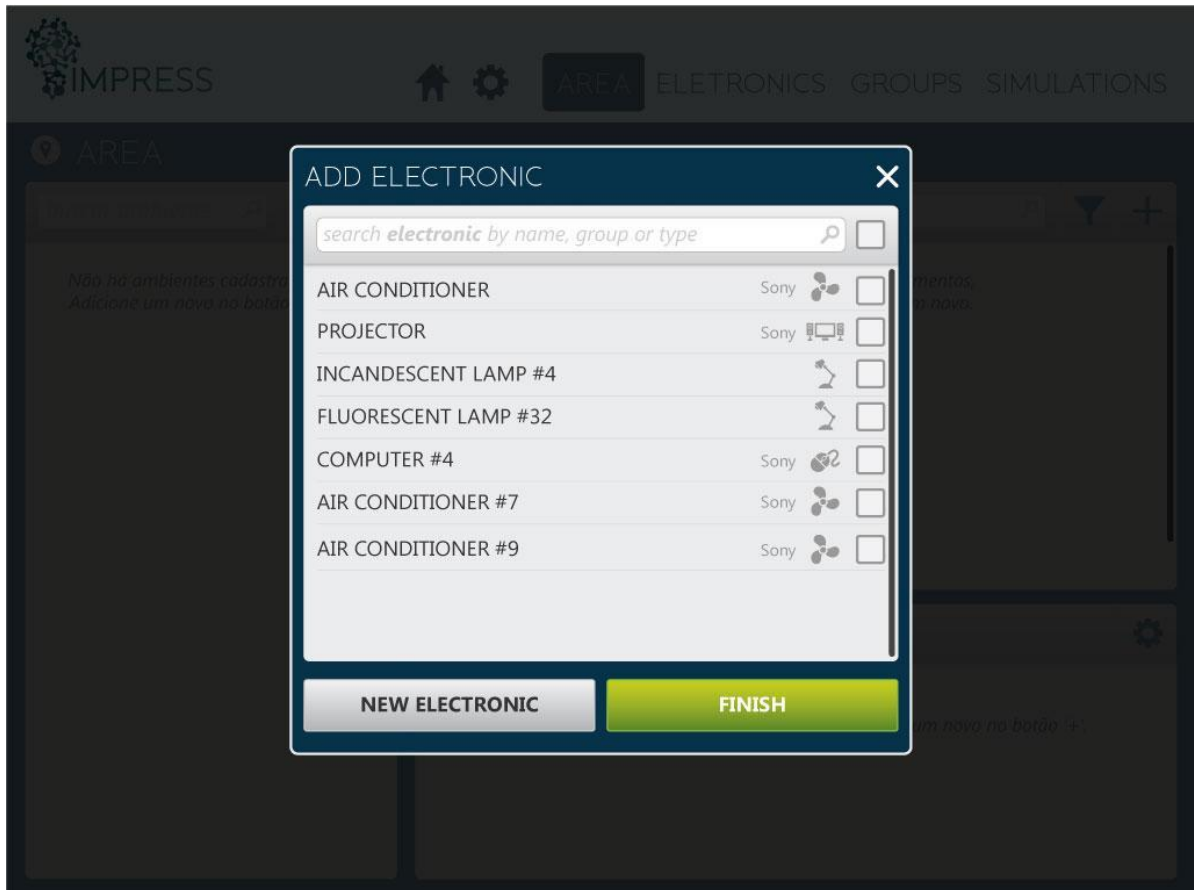 IMPRESS
AREA ELETRONICS GROUPS SIMULATIONS
AREA
ADD ELECTRONIC
search electronic by name, group or type
AIR CONDITIONER Sony
PROJECTOR Sony
INCANDESCENT LAMP #4
FLUORESCENT LAMP #32
COMPUTER #4 Sony
AIR CONDITIONER #7 Sony
AIR CONDITIONER #9 Sony
NEW ELECTRONIC FINISH
Não há ambientes cadastra
Adicione um novo no botão
mentos,
m novo.
um novo no botão '+'.